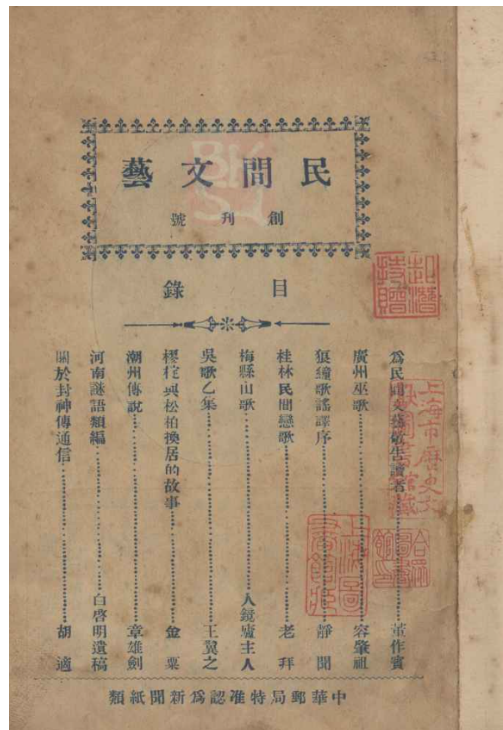 民間文藝
創刊號
目錄
為民間文藝敬告讀者 董作賓
廣州巫歌 容肇祖
狼獞歌謠譯序 靜聞
桂林民間戀歌 老拜
梅縣山歌 人鏡廬主人
吳歌乙集 王翼之
樱桃與松柏換居的故事 金粟
潮州傳說 章雄劍
河南謎語類編 白啓明遺稿
關於封神傳通信 胡適
中華郵局特准認為新聞紙類